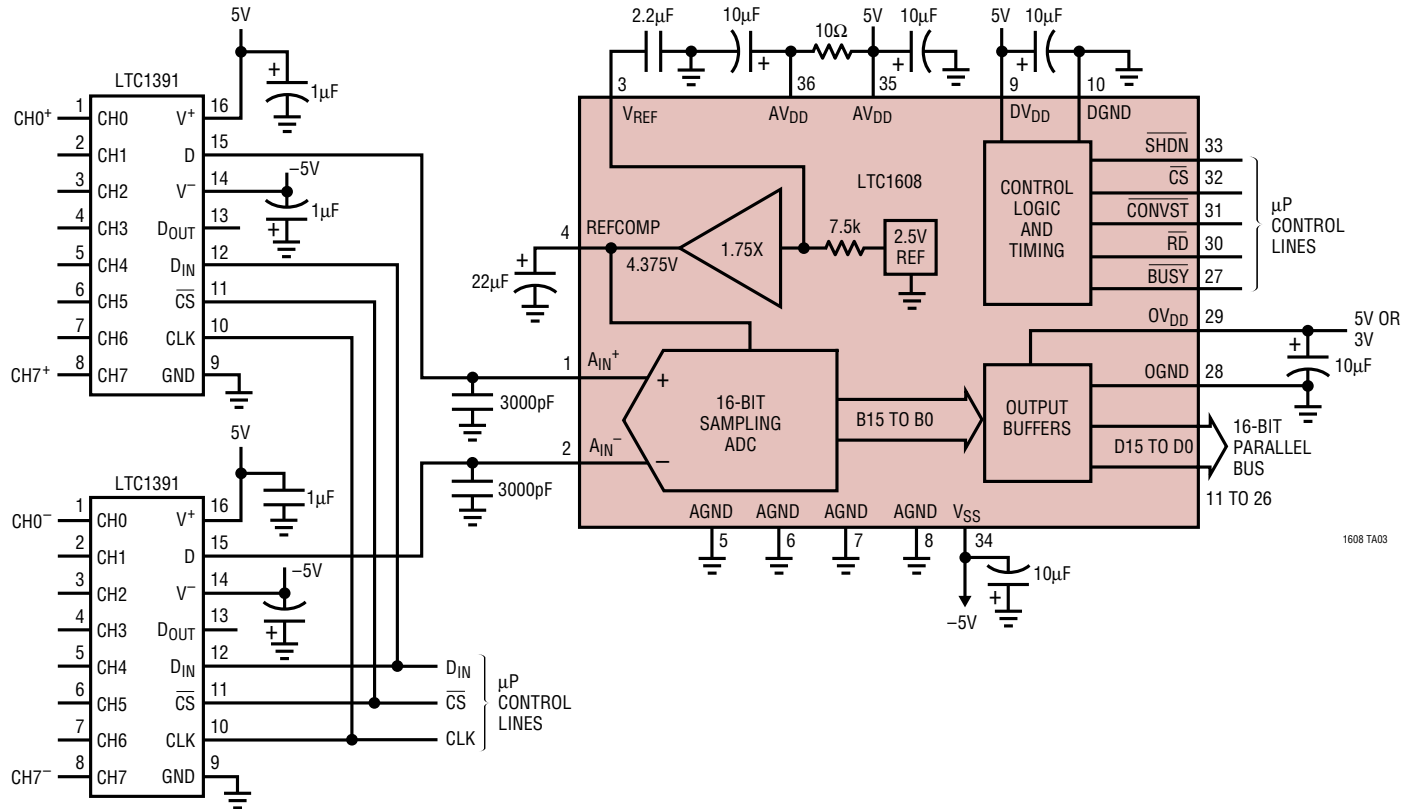 5V
1µF
LTC1391
CH0+ 1 CH0 V+ 16
2 CH1 D 15
3 CH2 V− 14 −5V
1µF
4 CH3 DOUT 13
5 CH4 DIN 12
6 CH5 CS 11
7 CH6 CLK 10
CH7+ 8 CH7 GND 9
5V
1µF
LTC1391
CH0− 1 CH0 V+ 16
2 CH1 D 15
3 CH2 V− 14 −5V
4 CH3 DOUT 13
5 CH4 DIN 12
6 CH5 CS 11
7 CH6 CLK 10
CH7− 8 CH7 GND 9
DIN
CS
CLK
µP
CONTROL
LINES
3000pF
3000pF
2.2µF 10µF 10Ω 5V 10µF 5V 10µF
3 36 35 9 10
VREF AVDD AVDD DVDD DGND
LTC1608
4 REFCOMP
4.375V
1.75X
7.5k
2.5V
REF
22µF
CONTROL
LOGIC
AND
TIMING
SHDN 33
CS 32
CONVST 31
RD 30
BUSY 27
µP
CONTROL
LINES
OVDD 29
5V OR
3V
10µF
OGND 28
1 AIN+
+
2 AIN−
−
16-BIT
SAMPLING
ADC
B15 TO B0
OUTPUT
BUFFERS
D15 TO D0
16-BIT
PARALLEL
BUS
11 TO 26
AGND AGND AGND AGND VSS
5 6 7 8 34
10µF
−5V
1608 TA03